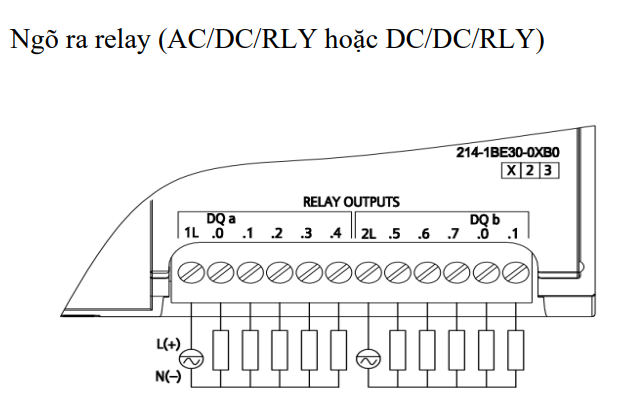 Ngõ ra relay (AC/DC/RLY hoặc DC/DC/RLY)
214-1BE30-0XB0
X 2 3
RELAY OUTPUTS
DQ a DQ b
1L .0 .1 .2 .3 .4 2L .5 .6 .7 .0 .1
L(+)
N(–)